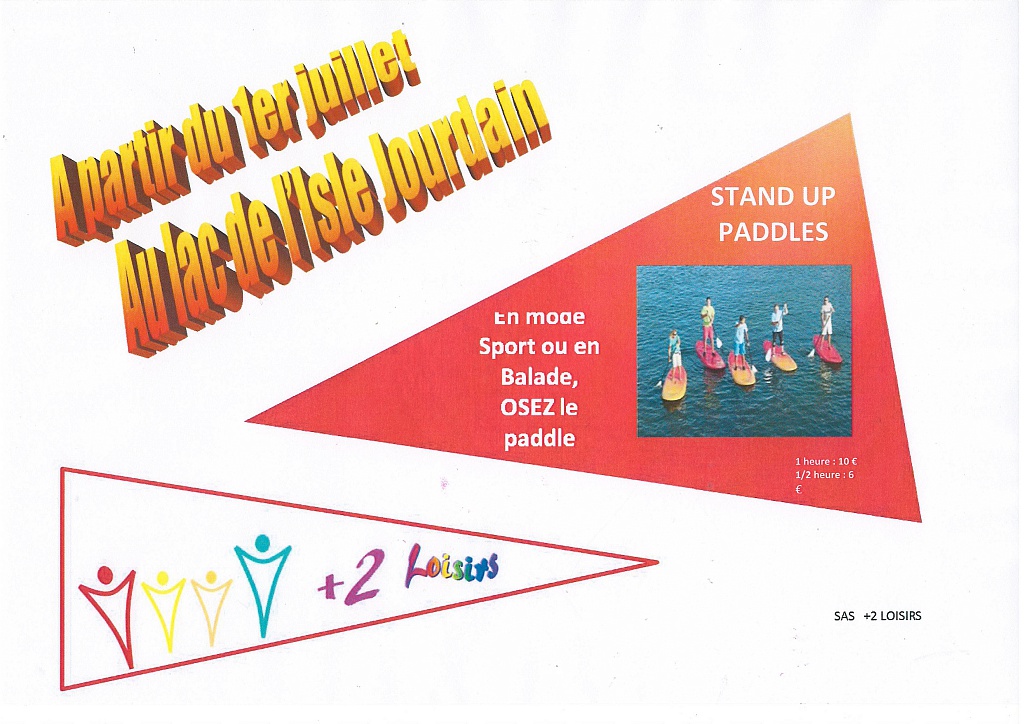 A partir du 1er juillet
Au lac de l'Isle Jourdain
STAND UP
PADDLES
En mode
Sport ou en
Balade,
OSEZ le
paddle
1 heure : 10 €
1/2 heure : 6
€
+2 Loisirs
SAS +2 LOISIRS